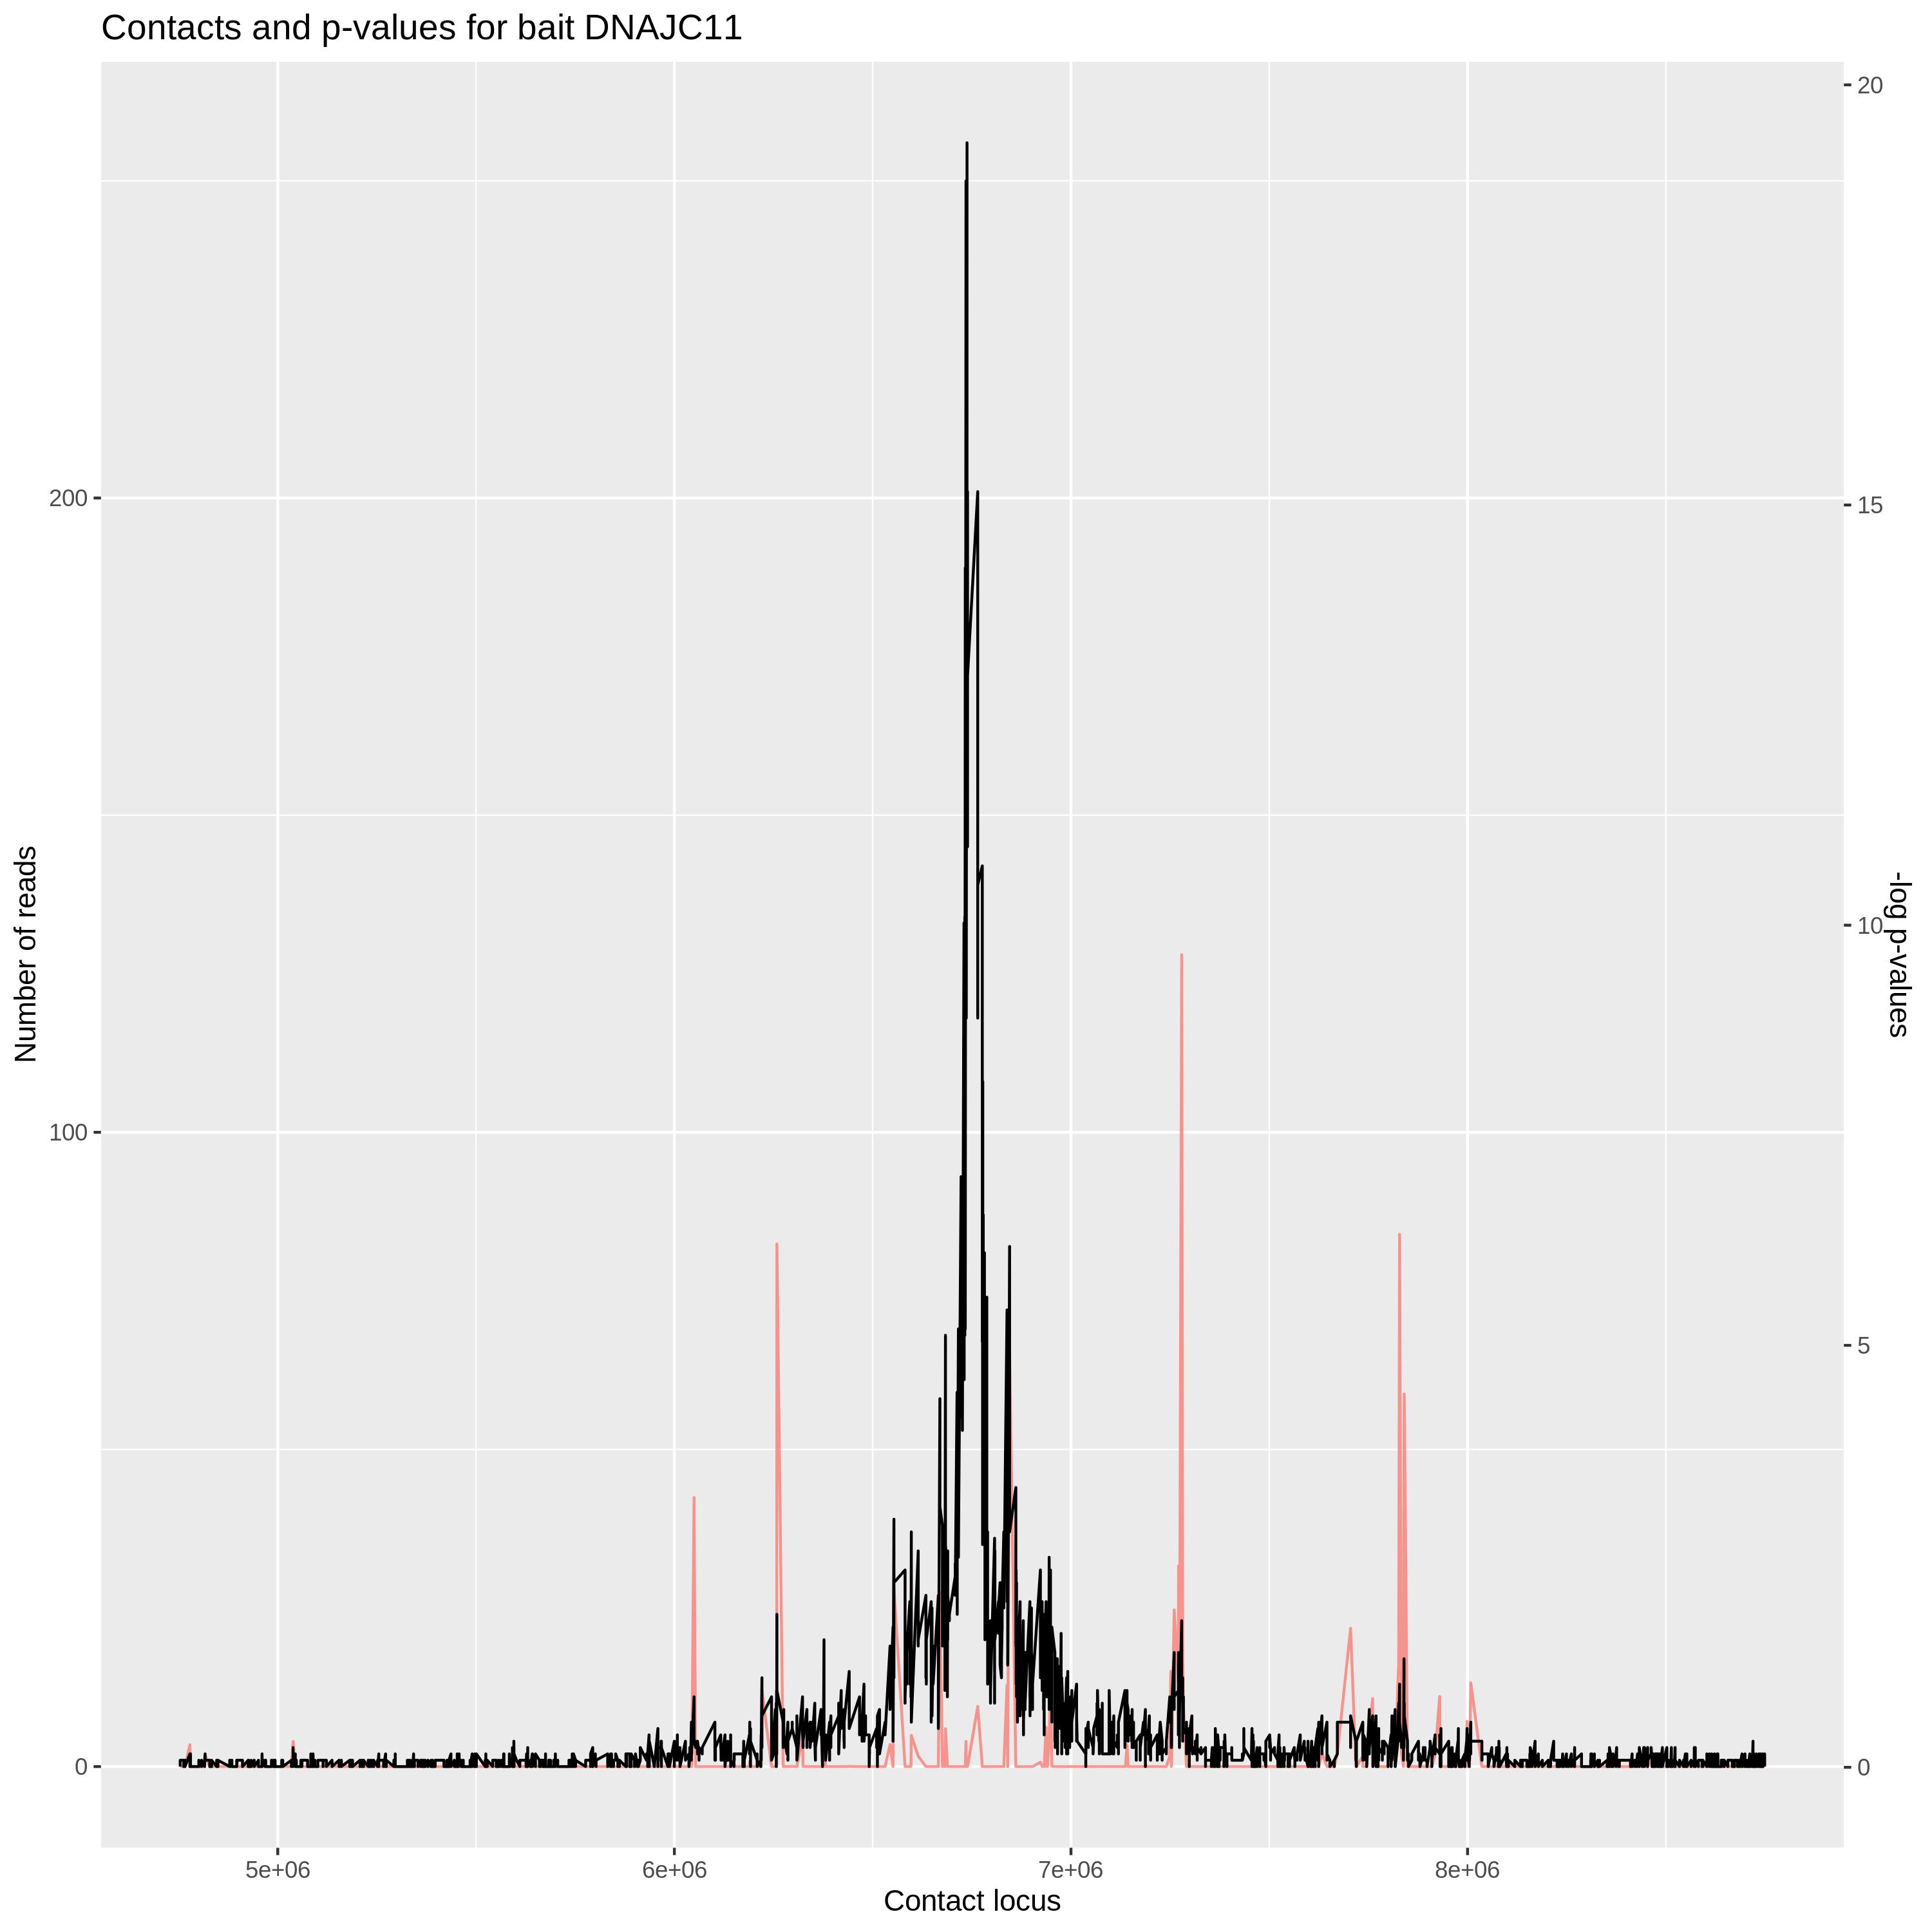 Contacts and p-values for bait DNAJC11
20
200
15
Number of reads
10
-log p-values
100
5
0
0
5e+06
6e+06
7e+06
8e+06
Contact locus